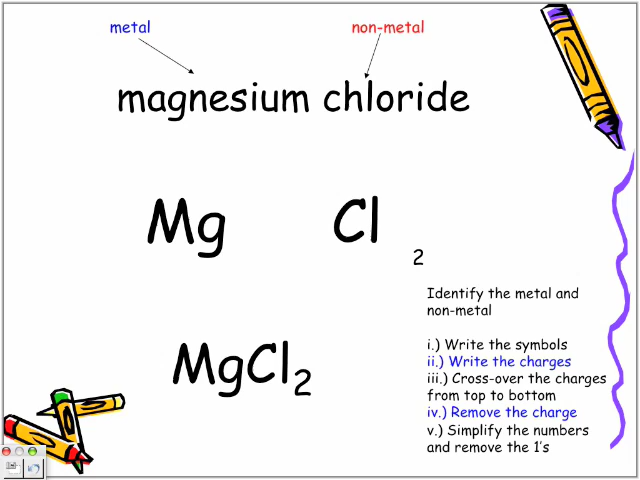 metal non-metal
magnesium chloride
Mg Cl
2
MgCl₂
Identify the metal and
non-metal
i.) Write the symbols
ii.) Write the charges
iii.) Cross-over the charges
from top to bottom
iv.) Remove the charge
v.) Simplify the numbers
and remove the 1's